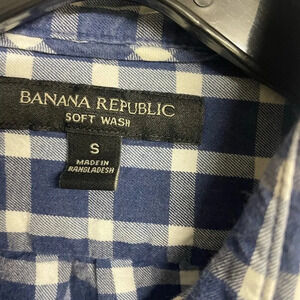 BANANA REPUBLIC
SOFT WASH
S
MADE IN
BANGLADESH